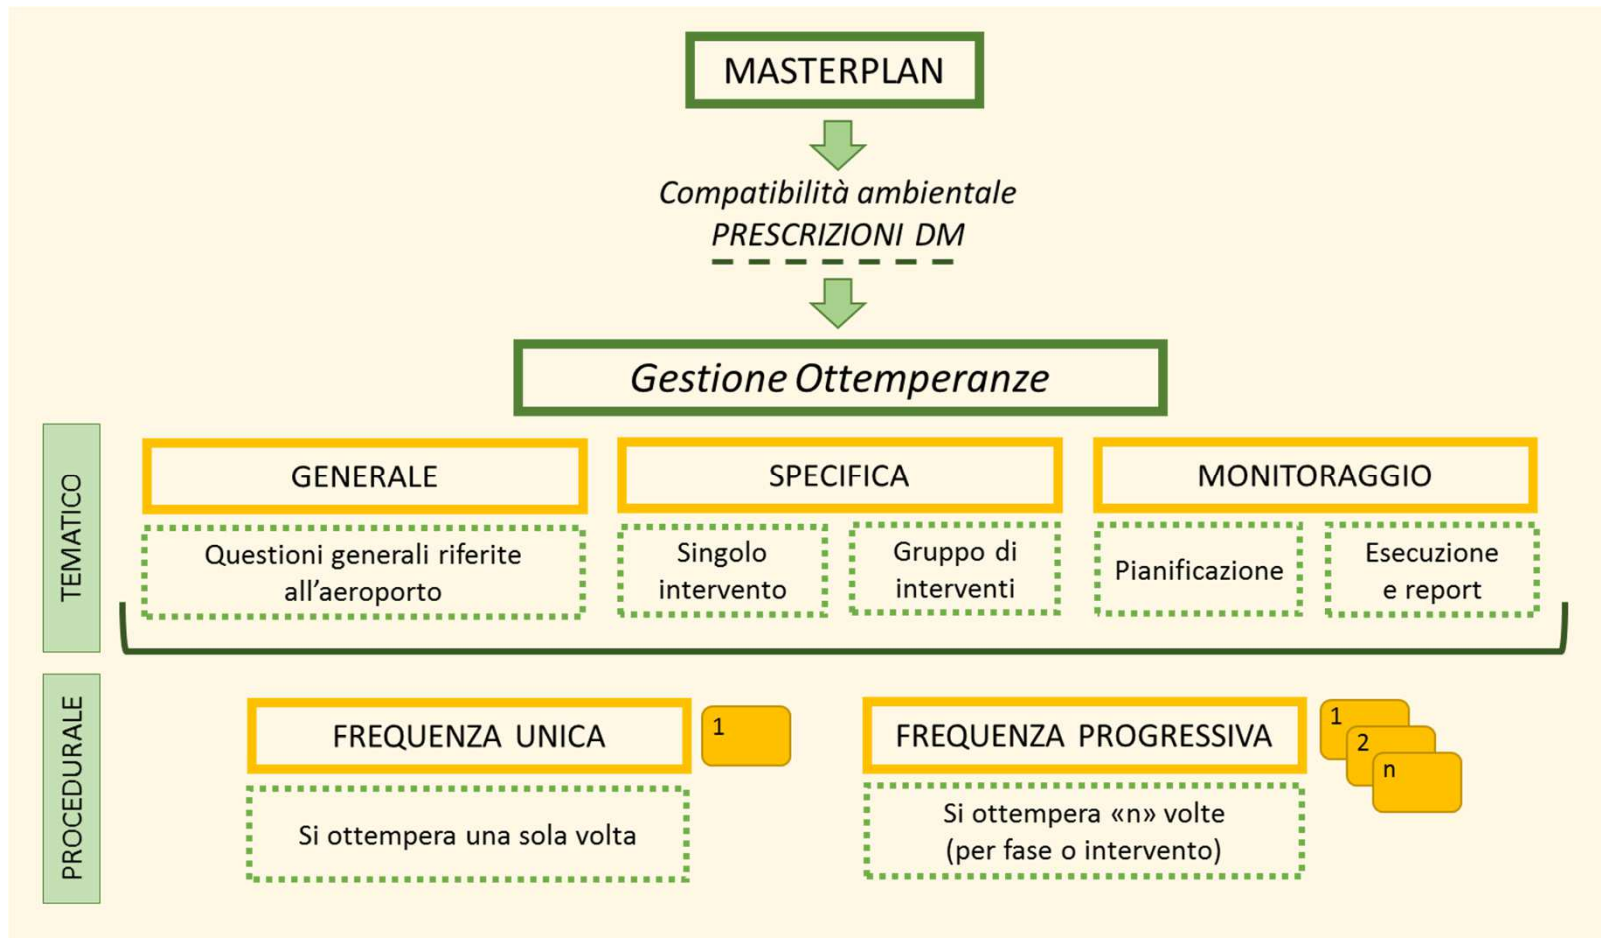 MASTERPLAN
Compatibilità ambientale
PRESCRIZIONI DM
Gestione Ottemperanze
TEMATICO
GENERALE
SPECIFICA
MONITORAGGIO
Questioni generali riferite
all'aeroporto
Singolo
intervento
Gruppo di
interventi
Pianificazione
Esecuzione
e report
PROCEDURALE
FREQUENZA UNICA
1
FREQUENZA PROGRESSIVA
1
2
n
Si ottempera una sola volta
Si ottempera «n» volte
(per fase o intervento)